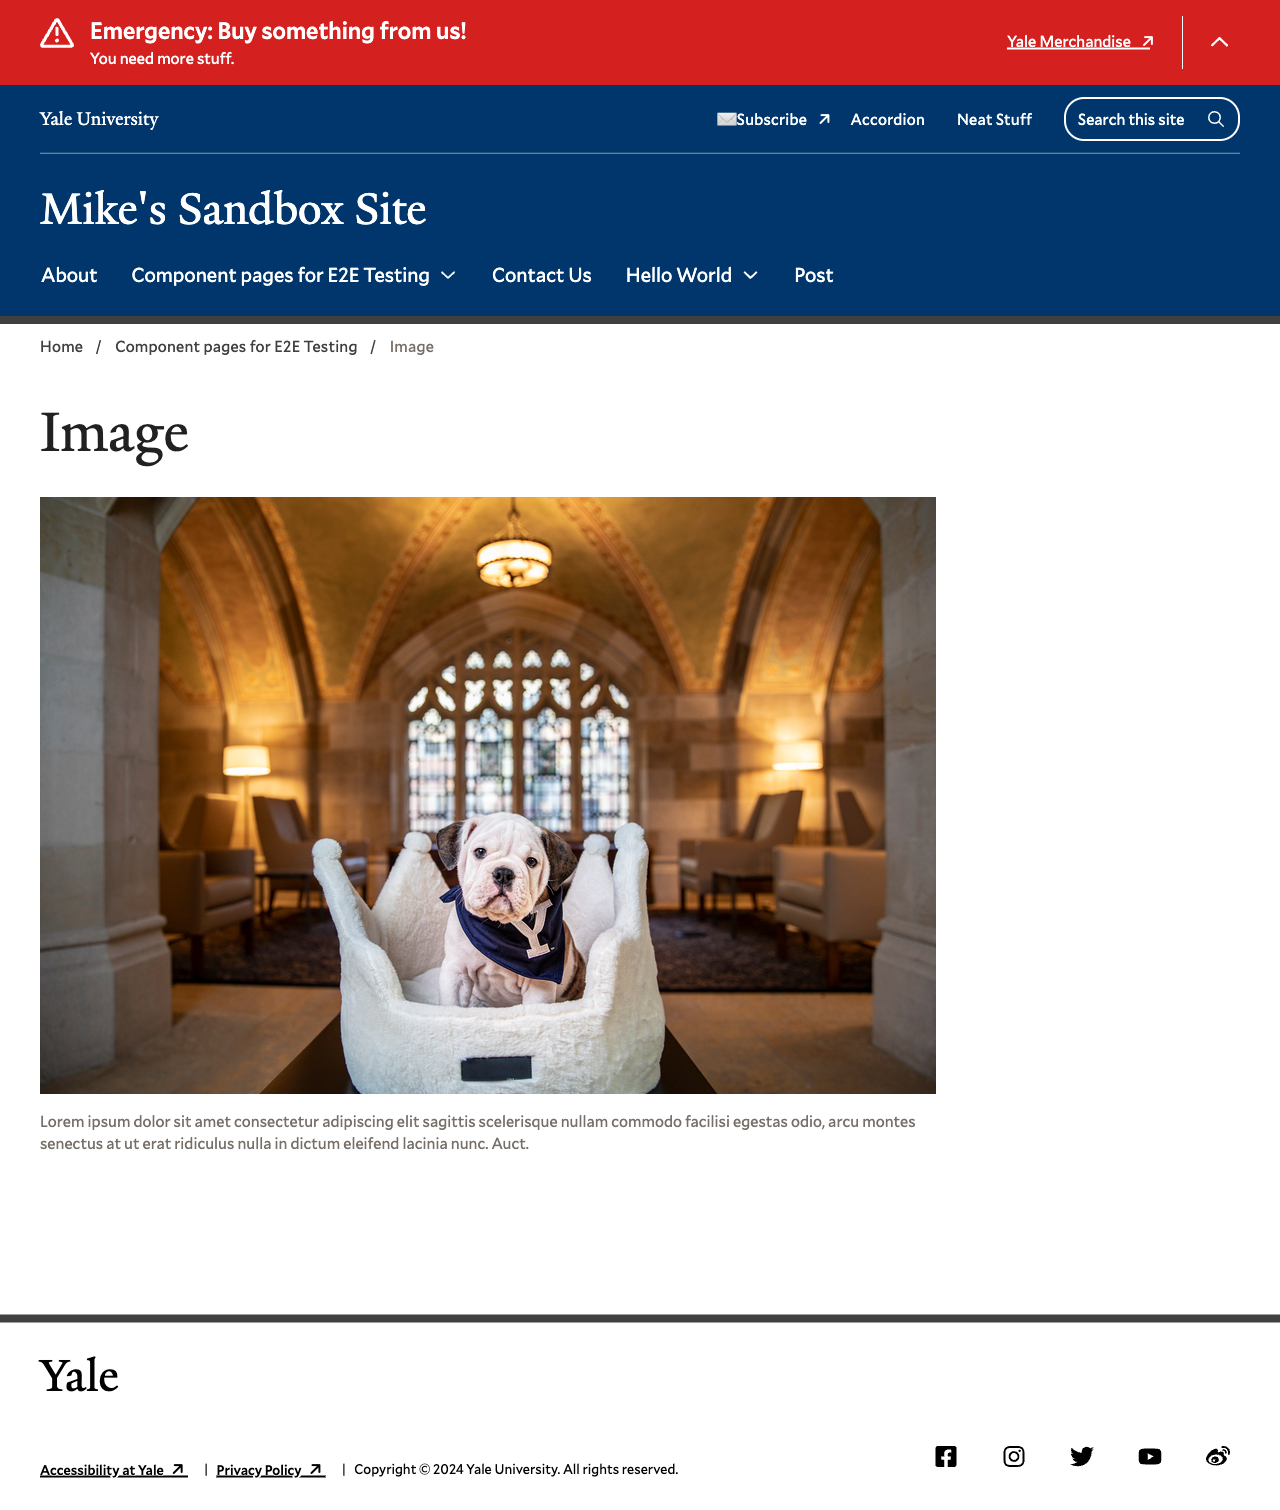 Emergency: Buy something from us!
You need more stuff.
Yale Merchandise
Yale University
Subscribe
Accordion
Neat Stuff
Search this site
Mike's Sandbox Site
About
Component pages for E2E Testing
Contact Us
Hello World
Post
Home / Component pages for E2E Testing / Image
Image
Y
Lorem ipsum dolor sit amet consectetur adipiscing elit sagittis scelerisque nullam commodo facilisi egestas odio, arcu montes
senectus at ut erat ridiculus nulla in dictum eleifend lacinia nunc. Auct.
Yale
Accessibility at Yale | Privacy Policy | Copyright © 2024 Yale University. All rights reserved.